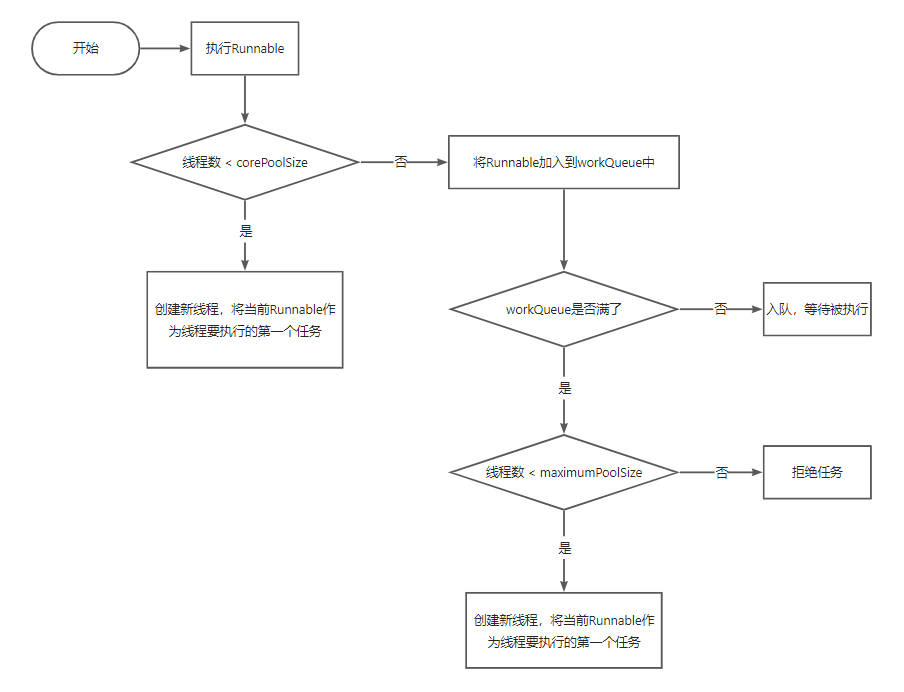 开始
执行Runnable
线程数 < corePoolSize
否
将Runnable加入到workQueue中
是
创建新线程，将当前Runnable作
为线程要执行的第一个任务
workQueue是否满了
否
入队，等待被执行
是
线程数 < maximumPoolSize
否
拒绝任务
是
创建新线程，将当前Runnable作
为线程要执行的第一个任务